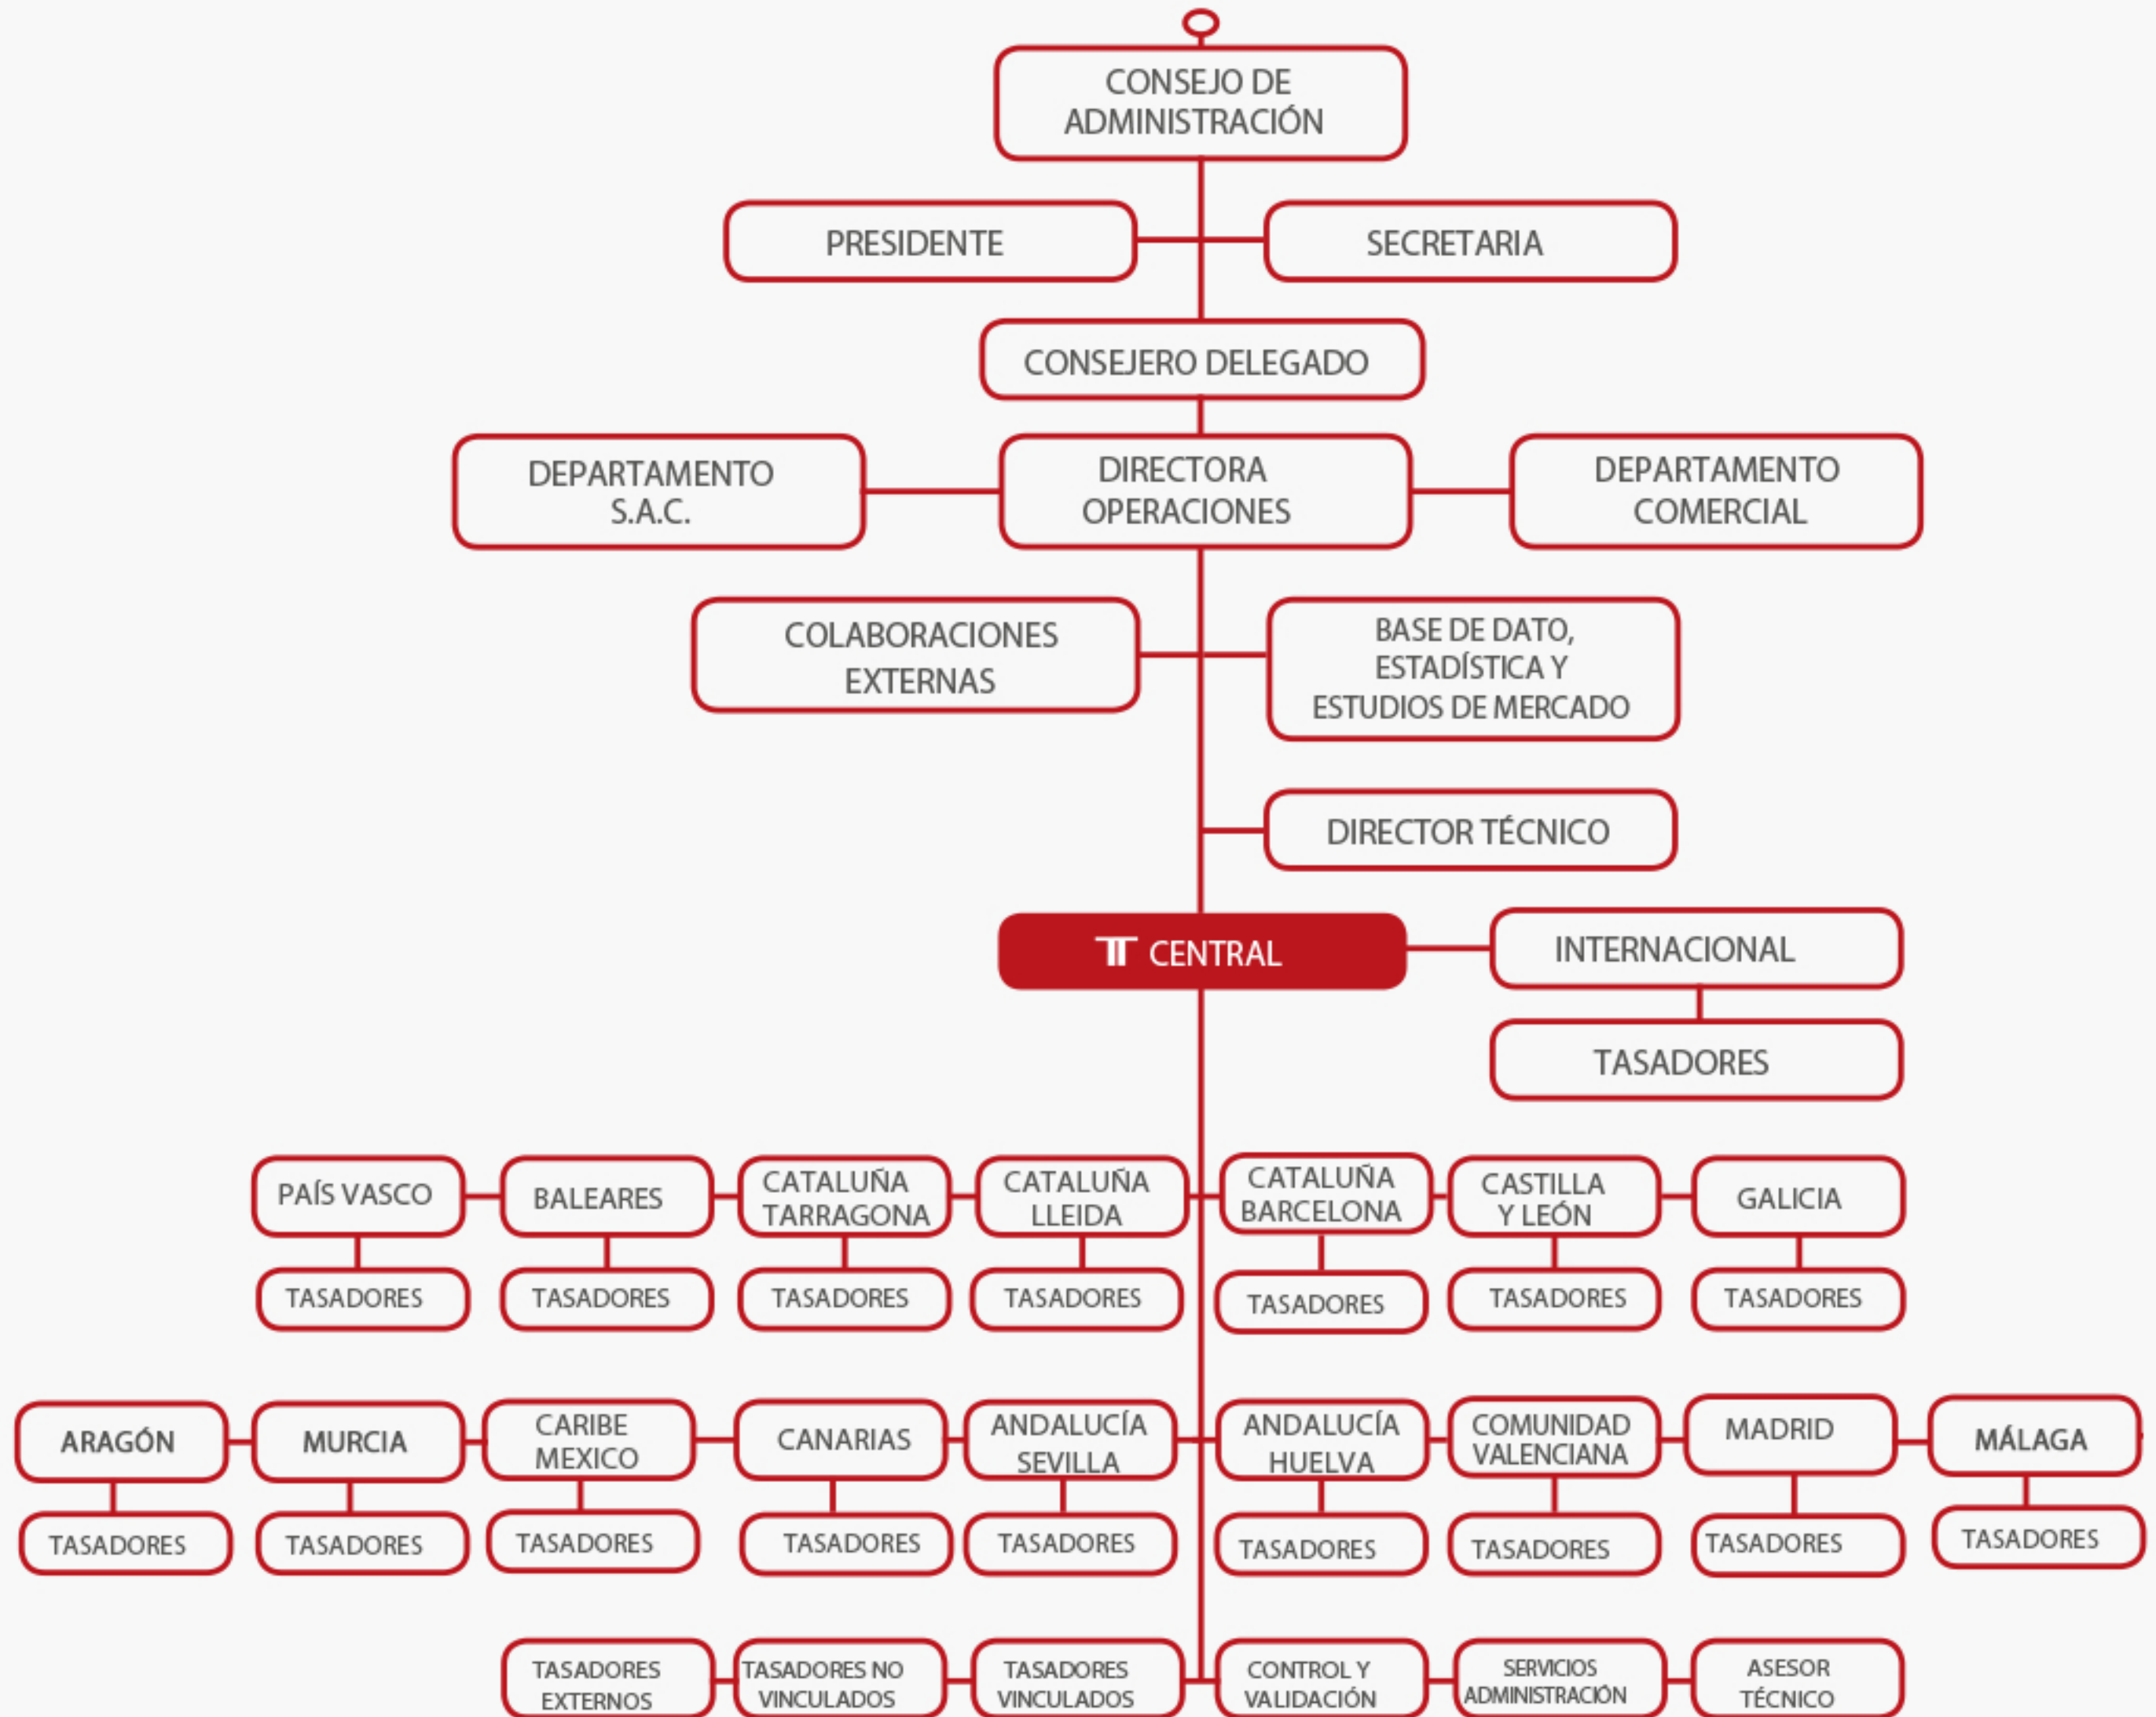 CONSEJO DE
ADMINISTRACIÓN
PRESIDENTE
SECRETARIA
CONSEJERO DELEGADO
DEPARTAMENTO
S.A.C.
DIRECTORA
OPERACIONES
DEPARTAMENTO
COMERCIAL
COLABORACIONES
EXTERNAS
BASE DE DATO,
ESTADÍSTICA Y
ESTUDIOS DE MERCADO
DIRECTOR TÉCNICO
TT CENTRAL
INTERNACIONAL
TASADORES
PAÍS VASCO
BALEARES
CATALUÑA
TARRAGONA
CATALUÑA
LLEIDA
CATALUÑA
BARCELONA
CASTILLA
Y LEÓN
GALICIA
TASADORES
TASADORES
TASADORES
TASADORES
TASADORES
TASADORES
TASADORES
ARAGÓN
MURCIA
CARIBE
MEXICO
CANARIAS
ANDALUCÍA
SEVILLA
ANDALUCÍA
HUELVA
COMUNIDAD
VALENCIANA
MADRID
MÁLAGA
TASADORES
TASADORES
TASADORES
TASADORES
TASADORES
TASADORES
TASADORES
TASADORES
TASADORES
TASADORES
EXTERNOS
TASADORES NO
VINCULADOS
TASADORES
VINCULADOS
CONTROL Y
VALIDACIÓN
SERVICIOS
ADMINISTRACIÓN
ASESOR
TÉCNICO